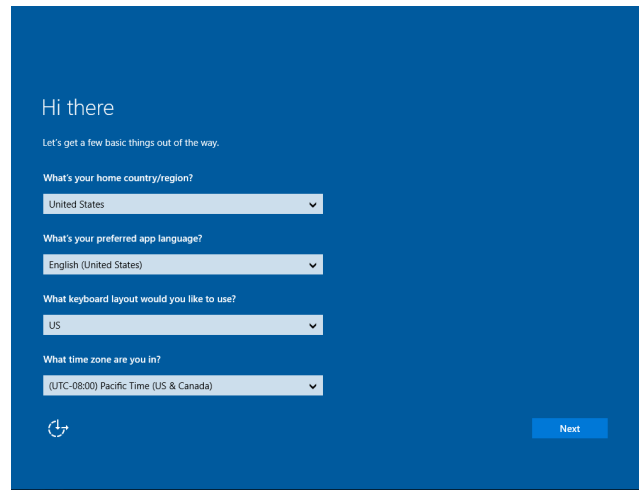 Hi there
Let's get a few basic things out of the way.
What's your home country/region?
United States
What's your preferred app language?
English (United States)
What keyboard layout would you like to use?
US
What time zone are you in?
(UTC-08:00) Pacific Time (US & Canada)
Next